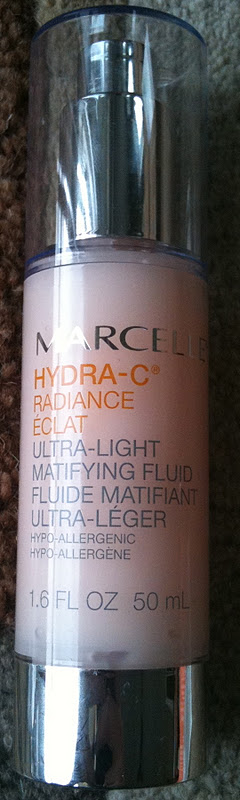 MARCELLE
HYDRA-C®
RADIANCE
ÉCLAT
ULTRA-LIGHT
MATIFYING FLUID
FLUIDE MATIFIANT
ULTRA-LÉGER
HYPO-ALLERGENIC
HYPO-ALLERGÈNE
1.6 FL OZ 50 mL